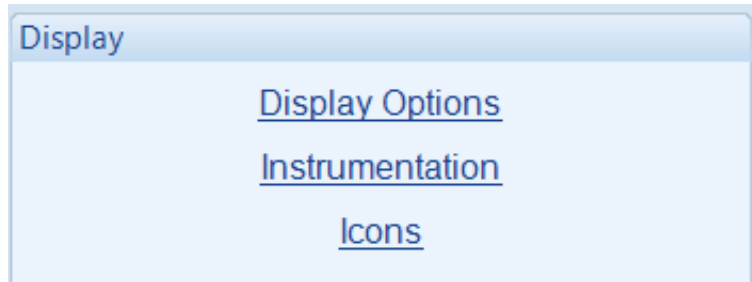 Display
Display Options
Instrumentation
Icons